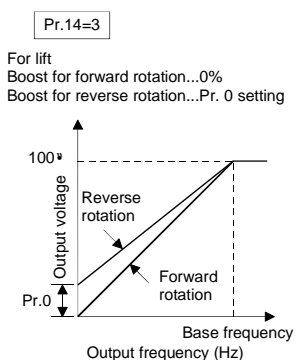 Pr.14=3
For lift
Boost for forward rotation...0%
Boost for reverse rotation...Pr. 0 setting
100
Output voltage
Reverse
rotation
Forward
rotation
Pr.0
Base frequency
Output frequency (Hz)